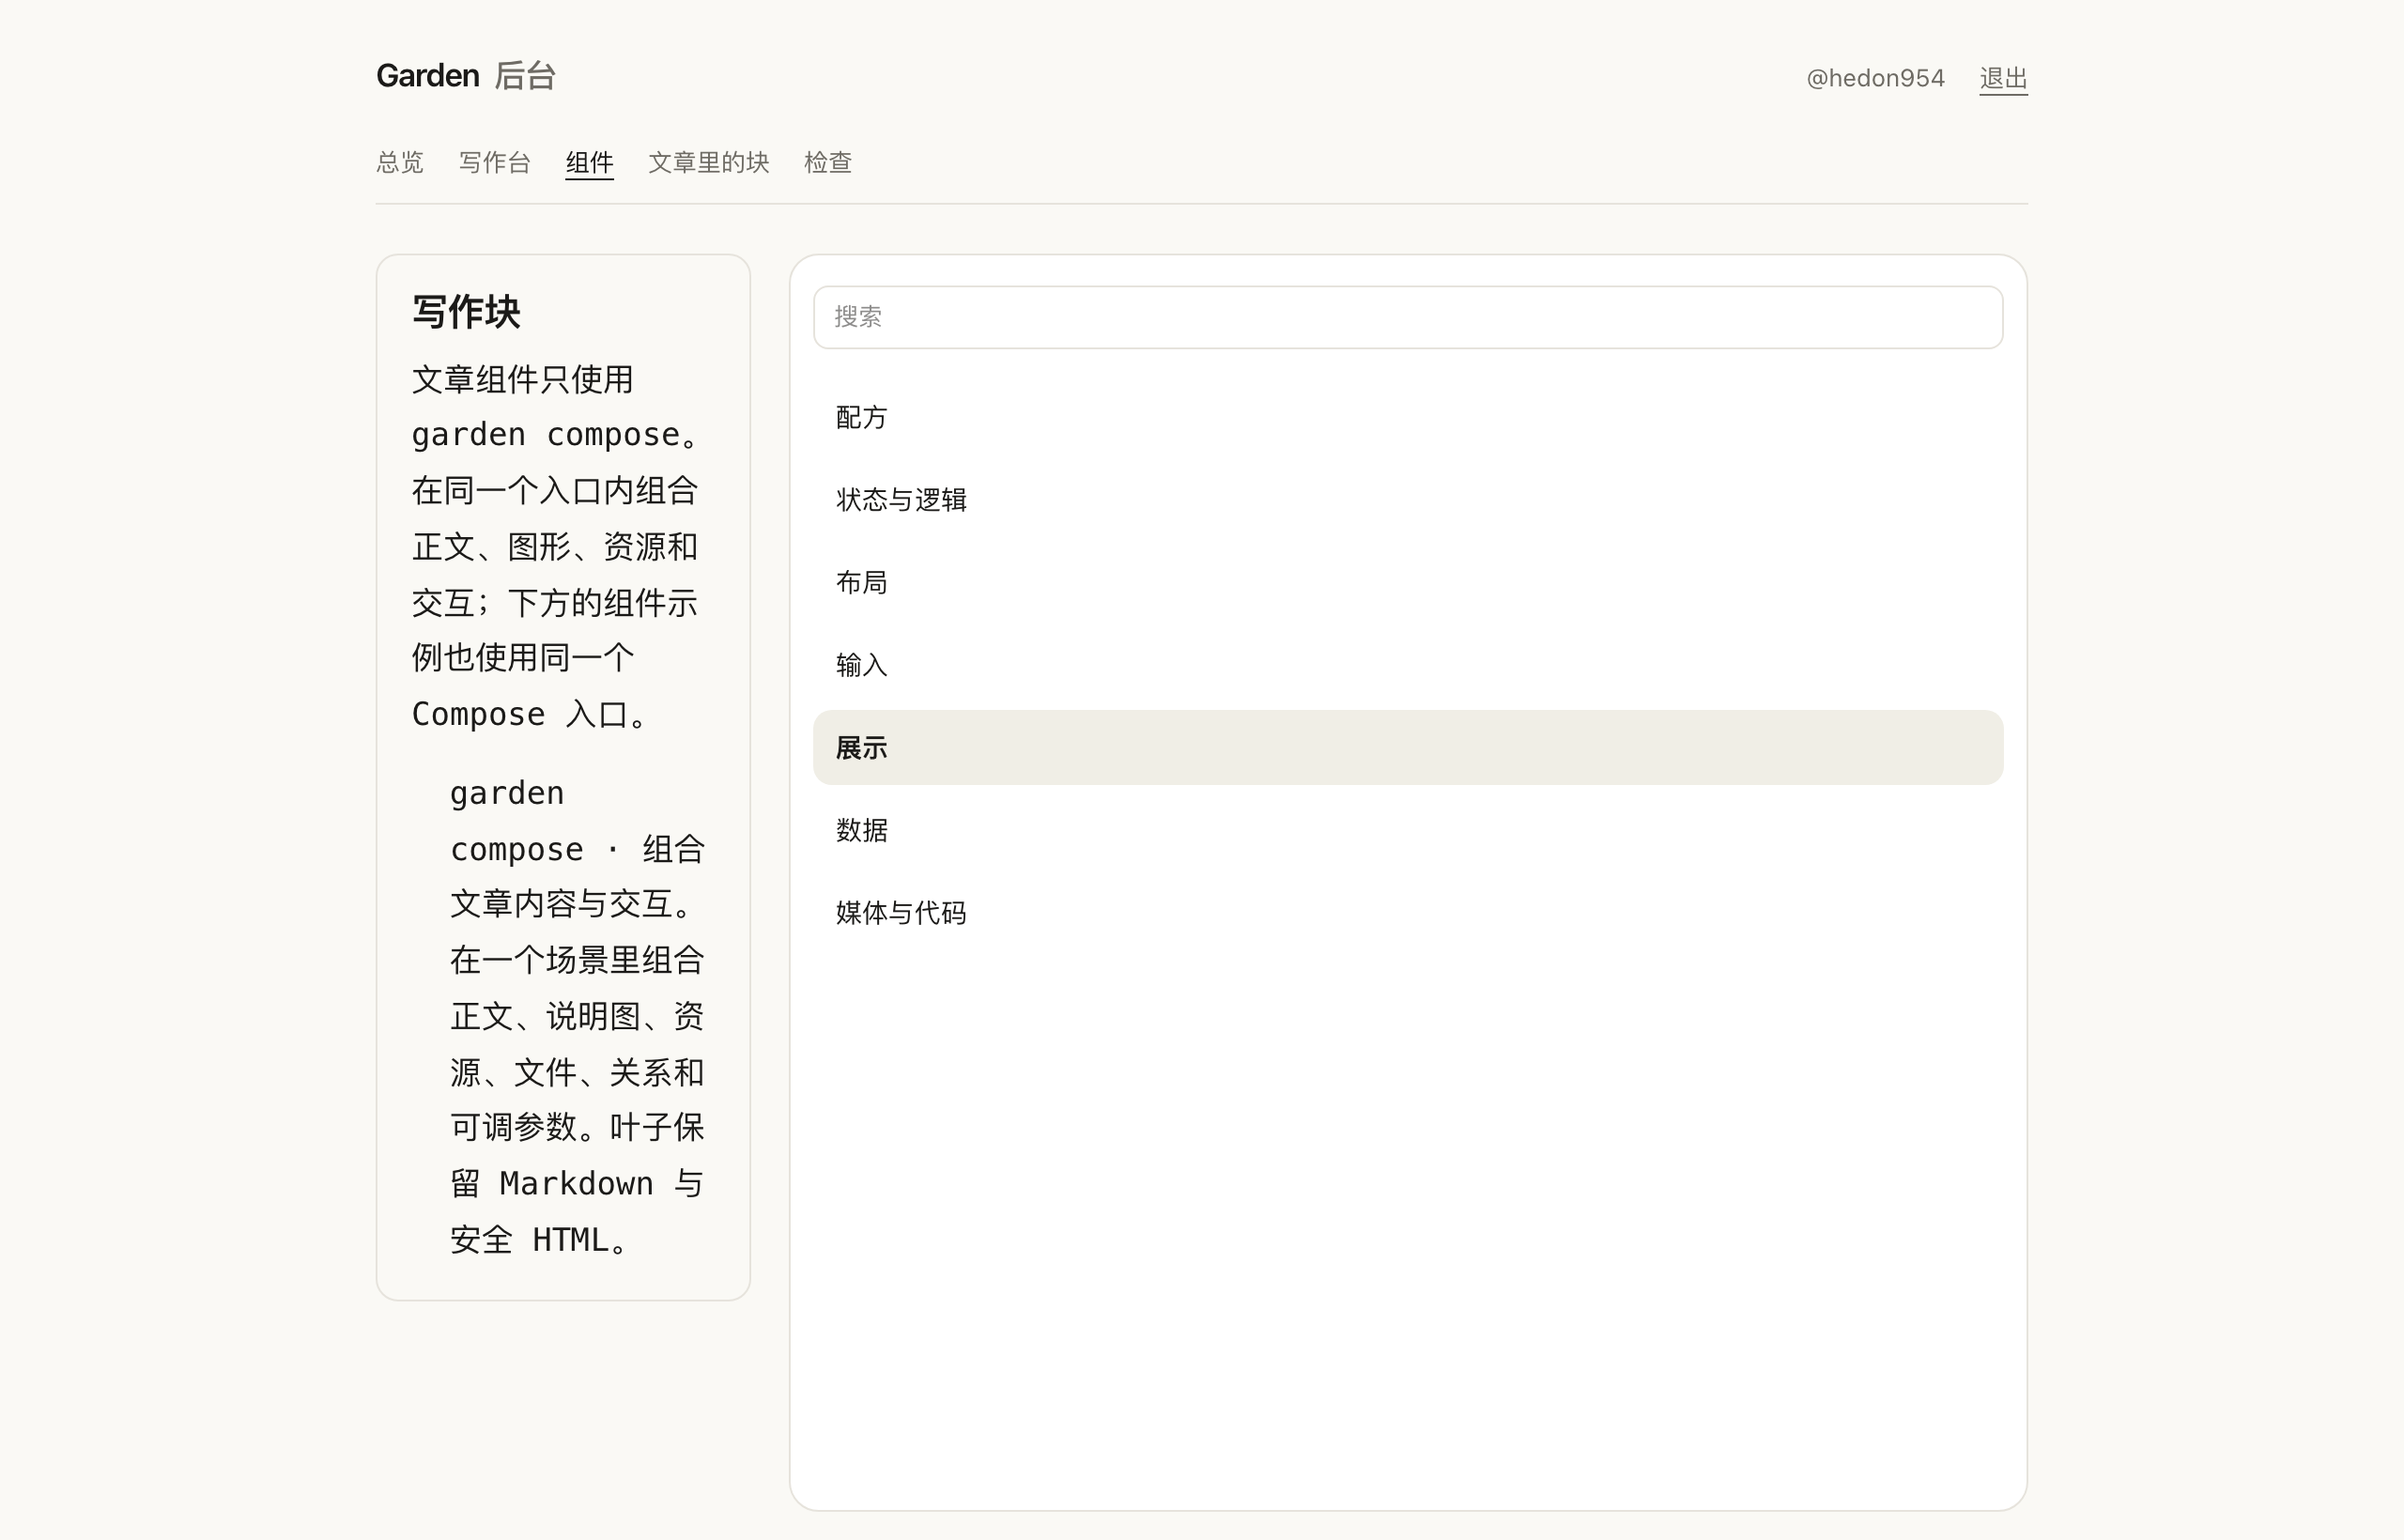 Garden 后台
@hedon954 退出
总览 写作台 组件 文章里的块 检查
写作块
文章组件只使用
garden compose。
在同一个入口内组合
正文、图形、资源和
交互；下方的组件示
例也使用同一个
Compose 入口。
garden
compose · 组合
文章内容与交互。
在一个场景里组合
正文、说明图、资
源、文件、关系和
可调参数。叶子保
留 Markdown 与
安全 HTML。
搜索
配方
状态与逻辑
布局
输入
展示
数据
媒体与代码